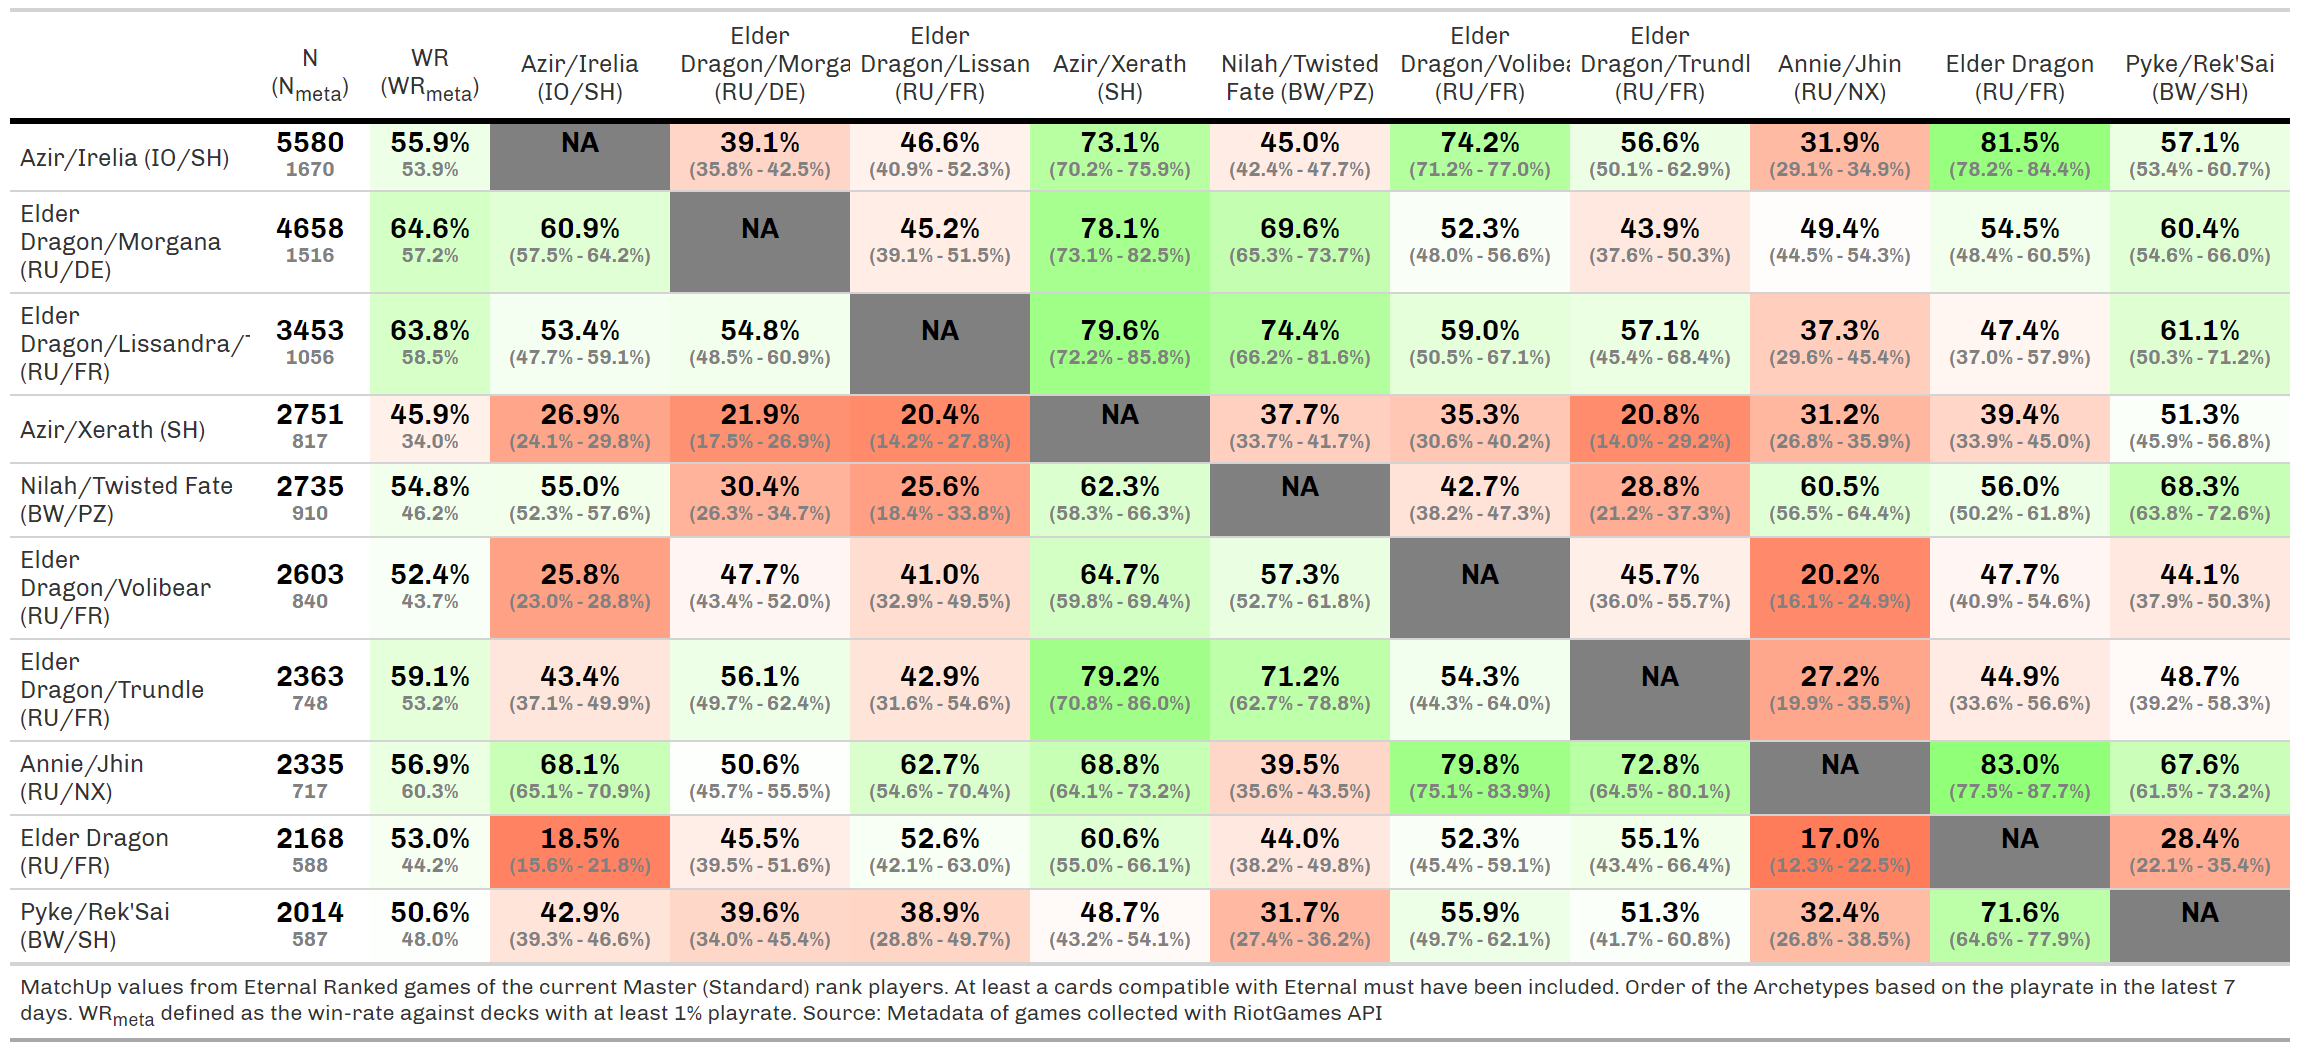 N (Nmeta) WR (WRmeta) Azir/Irelia (IO/SH) Elder Dragon/Morga (RU/DE) Elder Dragon/Lissan (RU/FR) Azir/Xerath (SH) Nilah/Twisted Fate (BW/PZ) Elder Dragon/Volibea (RU/FR) Elder Dragon/Trundl (RU/FR) Annie/Jhin (RU/NX) Elder Dragon (RU/FR) Pyke/Rek'Sai (BW/SH)
Azir/Irelia (IO/SH) 5580 55.9% NA 39.1% 46.6% 73.1% 45.0% 74.2% 56.6% 31.9% 81.5% 57.1%
1670 53.9% (35.8% - 42.5%) (40.9% - 52.3%) (70.2% - 75.9%) (42.4% - 47.7%) (71.2% - 77.0%) (50.1% - 62.9%) (29.1% - 34.9%) (78.2% - 84.4%) (53.4% - 60.7%)
Elder
Dragon/Morgana
(RU/DE)
4658 64.6% 60.9% NA 45.2% 78.1% 69.6% 52.3% 43.9% 49.4% 54.5% 60.4%
1516 57.2% (57.5% - 64.2%) (39.1% - 51.5%) (73.1% - 82.5%) (65.3% - 73.7%) (48.0% - 56.6%) (37.6% - 50.3%) (44.5% - 54.3%) (48.4% - 60.5%) (54.6% - 66.0%)
Elder
Dragon/Lissandra/
(RU/FR)
3453 63.8% 53.4% 54.8% NA 79.6% 74.4% 59.0% 57.1% 37.3% 47.4% 61.1%
1056 58.5% (47.7% - 59.1%) (48.5% - 60.9%) (72.2% - 85.8%) (66.2% - 81.6%) (50.5% - 67.1%) (45.4% - 68.4%) (29.6% - 45.4%) (37.0% - 57.9%) (50.3% - 71.2%)
Azir/Xerath (SH) 2751 45.9% 26.9% 21.9% 20.4% NA 37.7% 35.3% 20.8% 31.2% 39.4% 51.3%
817 34.0% (24.1% - 29.8%) (17.5% - 26.9%) (14.2% - 27.8%) (33.7% - 41.7%) (30.6% - 40.2%) (14.0% - 29.2%) (26.8% - 35.9%) (33.9% - 45.0%) (45.9% - 56.8%)
Nilah/Twisted Fate
(BW/PZ)
2735 54.8% 55.0% 30.4% 25.6% 62.3% NA 42.7% 28.8% 60.5% 56.0% 68.3%
910 46.2% (52.3% - 57.6%) (26.3% - 34.7%) (18.4% - 33.8%) (58.3% - 66.3%) (38.2% - 47.3%) (21.2% - 37.3%) (56.5% - 64.4%) (50.2% - 61.8%) (63.8% - 72.6%)
Elder
Dragon/Volibear
(RU/FR)
2603 52.4% 25.8% 47.7% 41.0% 64.7% 57.3% NA 45.7% 20.2% 47.7% 44.1%
840 43.7% (23.0% - 28.8%) (43.4% - 52.0%) (32.9% - 49.5%) (59.8% - 69.4%) (52.7% - 61.8%) (36.0% - 55.7%) (16.1% - 24.9%) (40.9% - 54.6%) (37.9% - 50.3%)
Elder
Dragon/Trundle
(RU/FR)
2363 59.1% 43.4% 56.1% 42.9% 79.2% 71.2% 54.3% NA 27.2% 44.9% 48.7%
748 53.2% (37.1% - 49.9%) (49.7% - 62.4%) (31.6% - 54.6%) (70.8% - 86.0%) (62.7% - 78.8%) (44.3% - 64.0%) (19.9% - 35.5%) (33.6% - 56.6%) (39.2% - 58.3%)
Annie/Jhin
(RU/NX)
2335 56.9% 68.1% 50.6% 62.7% 68.8% 39.5% 79.8% 72.8% NA 83.0% 67.6%
717 60.3% (65.1% - 70.9%) (45.7% - 55.5%) (54.6% - 70.4%) (64.1% - 73.2%) (35.6% - 43.5%) (75.1% - 83.9%) (64.5% - 80.1%) (77.5% - 87.7%) (61.5% - 73.2%)
Elder Dragon
(RU/FR)
2168 53.0% 18.5% 45.5% 52.6% 60.6% 44.0% 52.3% 55.1% 17.0% NA 28.4%
588 44.2% (15.6% - 21.8%) (39.5% - 51.6%) (42.1% - 63.0%) (55.0% - 66.1%) (38.2% - 49.8%) (45.4% - 59.1%) (43.4% - 66.4%) (12.3% - 22.5%) (22.1% - 35.4%)
Pyke/Rek'Sai
(BW/SH)
2014 50.6% 42.9% 39.6% 38.9% 48.7% 31.7% 55.9% 51.3% 32.4% 71.6% NA
587 48.0% (39.3% - 46.6%) (34.0% - 45.4%) (28.8% - 49.7%) (43.2% - 54.1%) (27.4% - 36.2%) (49.7% - 62.1%) (41.7% - 60.8%) (26.8% - 38.5%) (64.6% - 77.9%)
MatchUp values from Eternal Ranked games of the current Master (Standard) rank players. At least a cards compatible with Eternal must have been included. Order of the Archetypes based on the playrate in the latest 7
days. WRmeta defined as the win-rate against decks with at least 1% playrate. Source: Metadata of games collected with RiotGames API